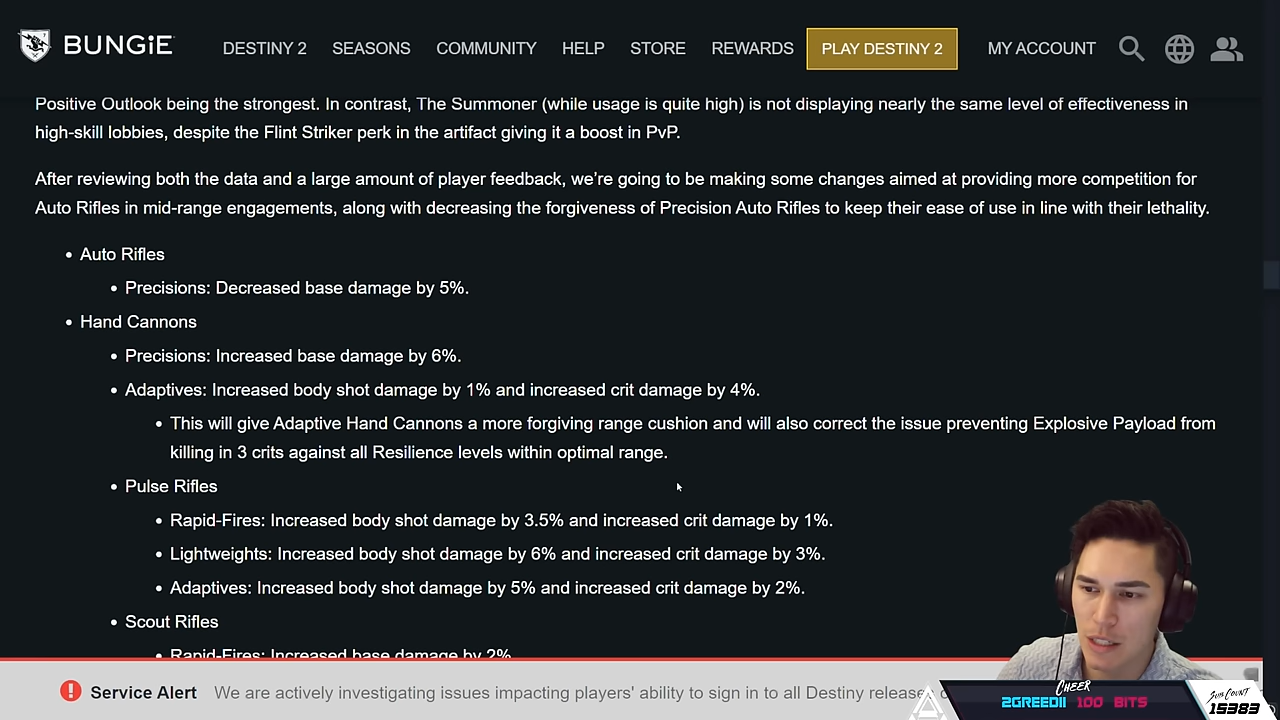 BUNGiE DESTINY 2 SEASONS COMMUNITY HELP STORE REWARDS PLAY DESTINY 2 MY ACCOUNT
Positive Outlook being the strongest. In contrast, The Summoner (while usage is quite high) is not displaying nearly the same level of effectiveness in
high-skill lobbies, despite the Flint Striker perk in the artifact giving it a boost in PvP.
After reviewing both the data and a large amount of player feedback, we're going to be making some changes aimed at providing more competition for
Auto Rifles in mid-range engagements, along with decreasing the forgiveness of Precision Auto Rifles to keep their ease of use in line with their lethality.
• Auto Rifles
• Precisions: Decreased base damage by 5%.
• Hand Cannons
• Precisions: Increased base damage by 6%.
• Adaptives: Increased body shot damage by 1% and increased crit damage by 4%.
• This will give Adaptive Hand Cannons a more forgiving range cushion and will also correct the issue preventing Explosive Payload from
killing in 3 crits against all Resilience levels within optimal range.
• Pulse Rifles
• Rapid-Fires: Increased body shot damage by 3.5% and increased crit damage by 1%.
• Lightweights: Increased body shot damage by 6% and increased crit damage by 3%.
• Adaptives: Increased body shot damage by 5% and increased crit damage by 2%.
• Scout Rifles
• Rapid-Fires: Increased base damage by 2%
Service Alert We are actively investigating issues impacting players' ability to sign in to all Destiny release
CHEER
2GREEDII 100 BITS
SUB COUNT
15383